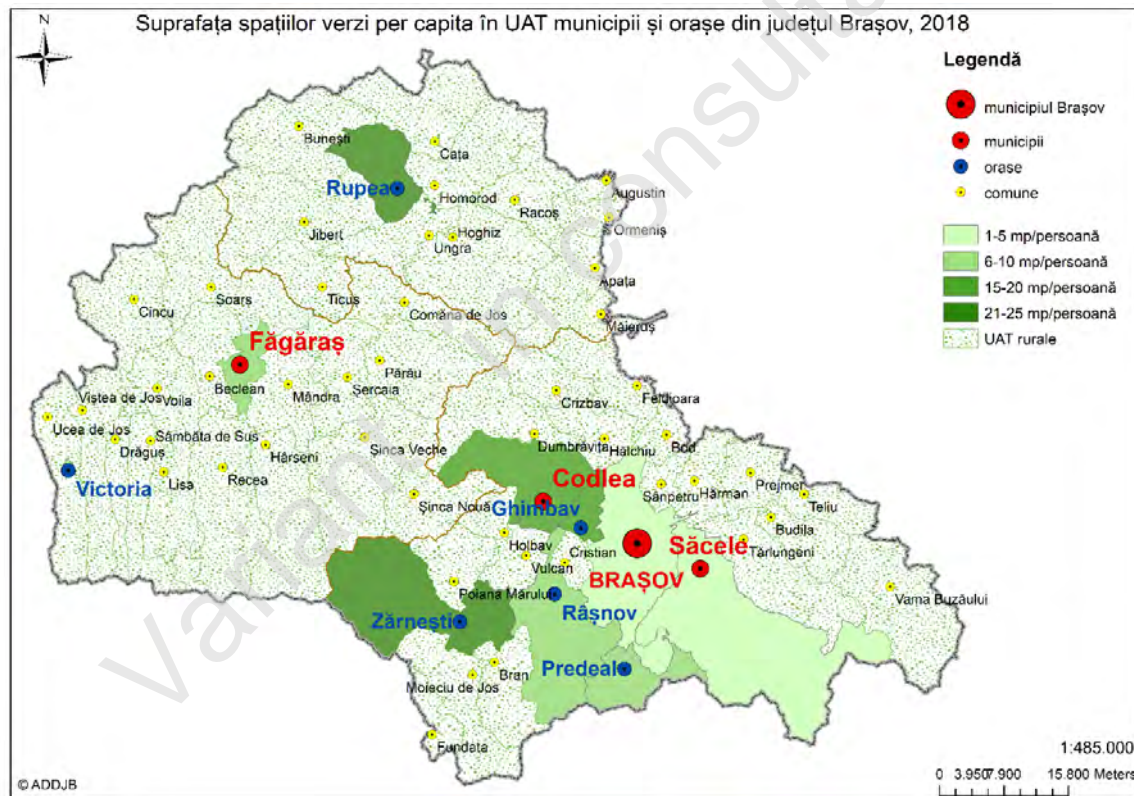 Suprafața spațiilor verzi per capita în UAT municipii și orașe din județul Brașov, 2018
N
Legendă
municipiul Brașov
municipii
orașe
comune
1-5 mp/persoană
6-10 mp/persoană
15-20 mp/persoană
21-25 mp/persoană
UAT rurale
Bunești
Cața
Rupea
Homorod
Augustin
Racoș
Ormeniș
Jibert
Hoghiz
Ungra
Apața
Soarș
Ticuș
Cincu
Comăna de Jos
Măieruș
Făgăraș
Părău
Beclean
Mândra
Șercaia
Crizbav
Feldioara
Viștea de Jos
Voila
Ucea de Jos
Sâmbăta de Sus
Drăguș
Hârseni
Șinca Veche
Dumbrăvița
Hălchiu
Bod
Victoria
Lisa
Recea
Codlea
Prejmer
Sânpetru
Hărman
Teliu
Șinca Nouă
Ghimbav
Budila
Holbav
Cristian
Săcele
Tărlungeni
Vulcan
BRAȘOV
Poiana Mărului
Vama Buzăului
Râșnov
Zărnești
Predeal
Bran
Moieciu de Jos
Fundata
1:485.000
0 3.950 7.900 15.800 Meters
© ADDJB
Variantă în consulta